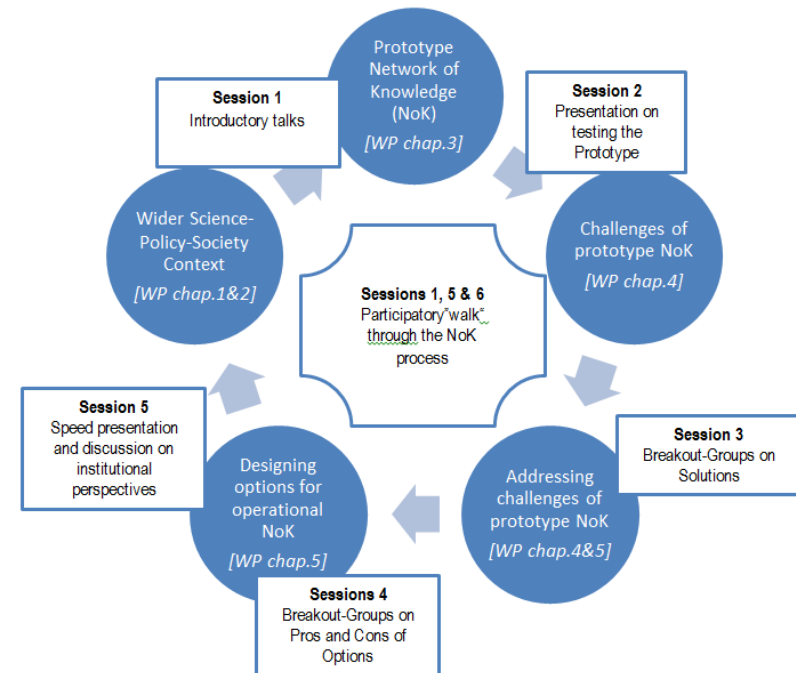 Prototype
Network of
Knowledge
(NoK)
[WP chap.3]
Session 1
Introductory talks
Session 2
Presentation on
testing the
Prototype
Wider Science-
Policy-Society
Context
[WP chap.1&2]
Challenges of
prototype NoK
[WP chap.4]
Sessions 1, 5 & 6
Participatory"walk"
through the NoK
process
Session 5
Speed presentation
and discussion on
institutional
perspectives
Session 3
Breakout-Groups on
Solutions
Designing
options for
operational
NoK
[WP chap.5]
Addressing
challenges of
prototype NoK
[WP chap.4&5]
Sessions 4
Breakout-Groups on
Pros and Cons of
Options